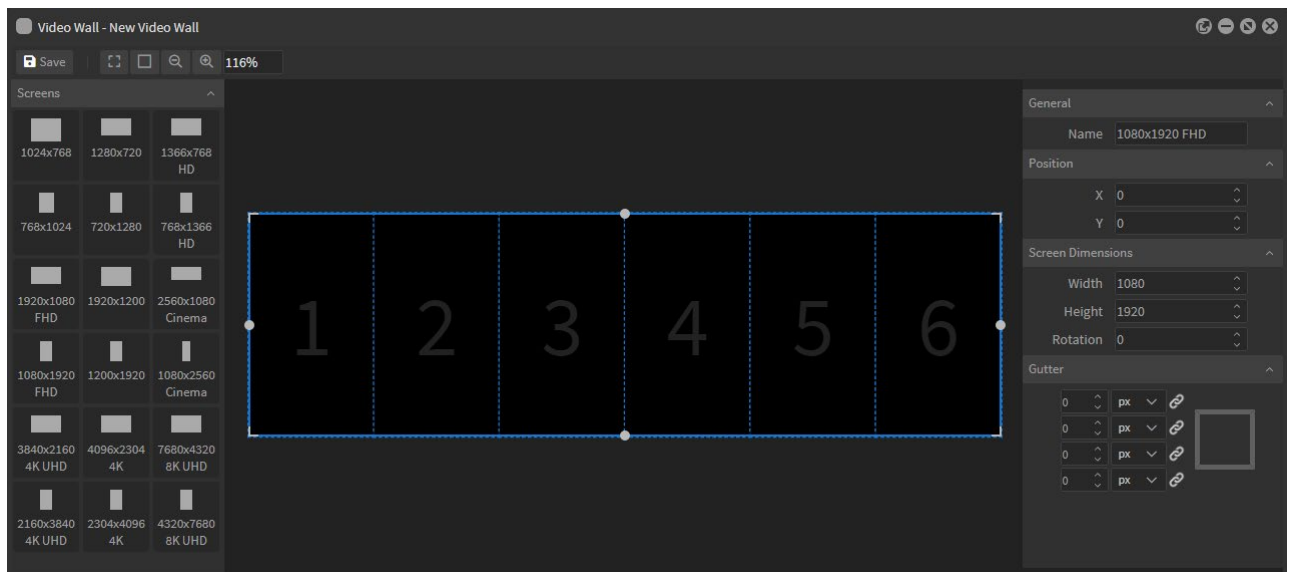 Video Wall - New Video Wall
Save 116%
Screens
1024x768 1280x720 1366x768
HD
768x1024 720x1280 768x1366
HD
1920x1080 1920x1200 2560x1080
FHD Cinema
1080x1920 1200x1920 1080x2560
FHD Cinema
3840x2160 4096x2304 7680x4320
4K UHD 4K 8K UHD
2160x3840 2304x4096 4320x7680
4K UHD 4K 8K UHD
1 2 3 4 5 6
General
Name 1080x1920 FHD
Position
X 0
Y 0
Screen Dimensions
Width 1080
Height 1920
Rotation 0
Gutter
0 px
0 px
0 px
0 px